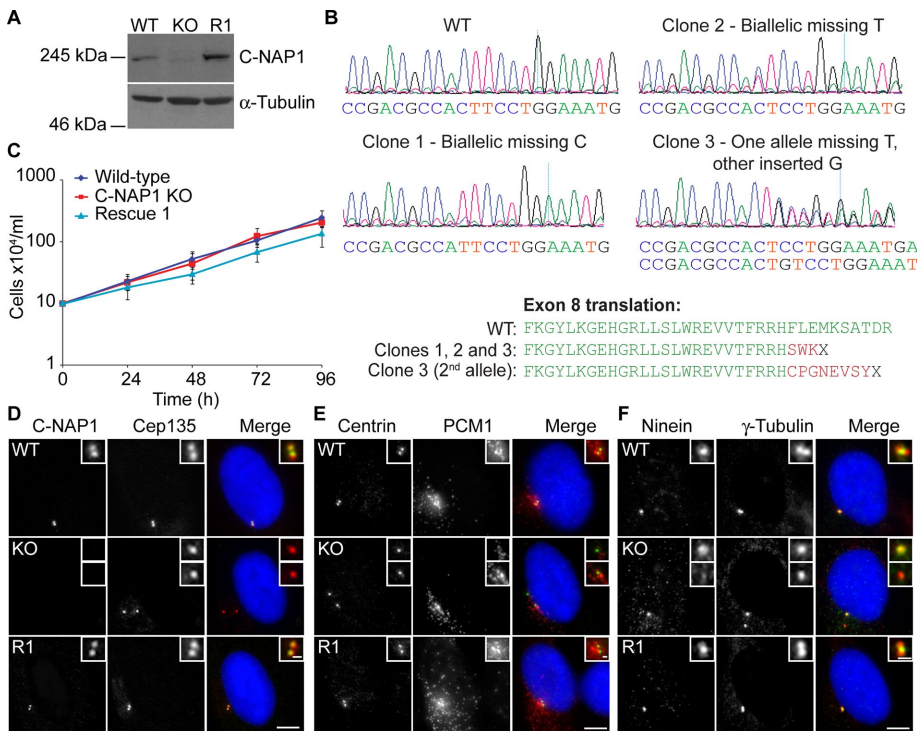 A
WT KO R1
245 kDa
C-NAP1
α-Tubulin
46 kDa
B
WT
CCGACGCCACTTCCTGGAAATG
Clone 2 - Biallelic missing T
CCGACGCCACTCCTGGAAATG
Clone 1 - Biallelic missing C
CCGACGCCATTCCTGGAAATG
Clone 3 - One allele missing T,
other inserted G
CCGACGCCACTCCTGGAAATGA
CCGACGCCACTGTCCTGGAAAT
Exon 8 translation:
WT: FKGYLKGEHGRLLSLWREVVTFRRHFLEMKSATDR
Clones 1, 2 and 3: FKGYLKGEHGRLLSLWREVVTFRRHSWKX
Clone 3 (2nd allele): FKGYLKGEHGRLLSLWREVVTFRRHCPGNEVSYX
C
Wild-type
C-NAP1 KO
Rescue 1
Cells x10⁴/ml
1000
100
10
1
0 24 48 72 96
Time (h)
D
C-NAP1 Cep135 Merge
WT
KO
R1
E
Centrin PCM1 Merge
WT
KO
R1
F
Ninein γ-Tubulin Merge
WT
KO
R1